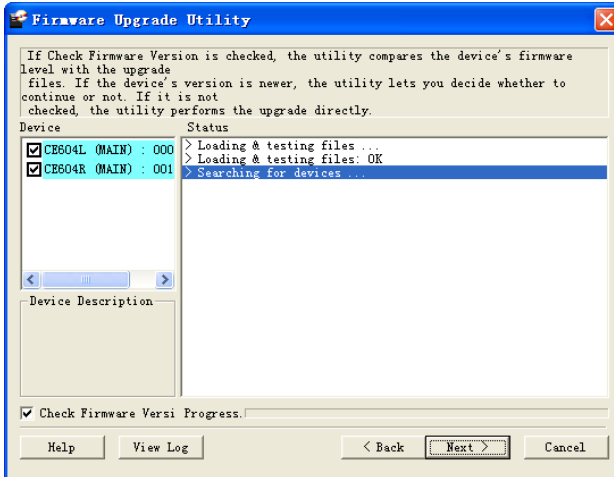 Firmware Upgrade Utility
If Check Firmware Version is checked, the utility compares the device's firmware
level with the upgrade
files. If the device's version is newer, the utility lets you decide whether to
continue or not. If it is not
checked, the utility performs the upgrade directly.
Device Status
CE604L (MAIN) : 000
CE604R (MAIN) : 001
> Loading & testing files ...
> Loading & testing files: OK
> Searching for devices ...
Device Description
Check Firmware Versi Progress.
Help View Log < Back Next > Cancel